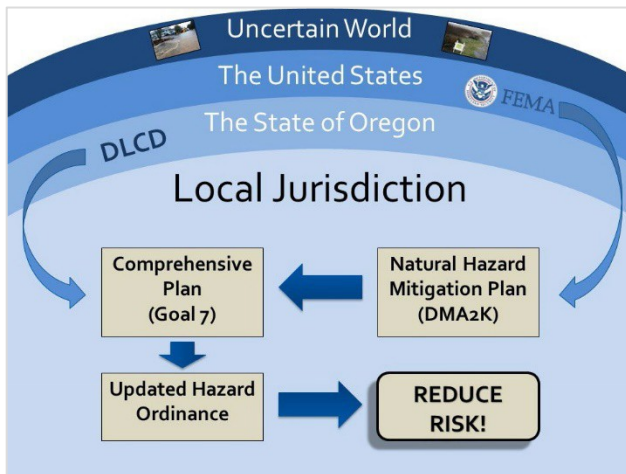 Uncertain World
The United States
FEMA
The State of Oregon
DLCD
Local Jurisdiction
Comprehensive
Plan
(Goal 7)
Natural Hazard
Mitigation Plan
(DMA2K)
Updated Hazard
Ordinance
REDUCE
RISK!